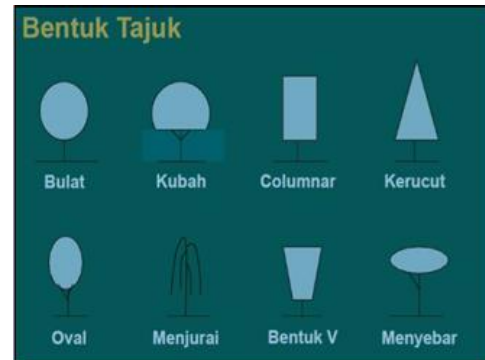 Bentuk Tajuk
Bulat Kubah Columnar Kerucut
Oval Menjurai Bentuk V Menyebar